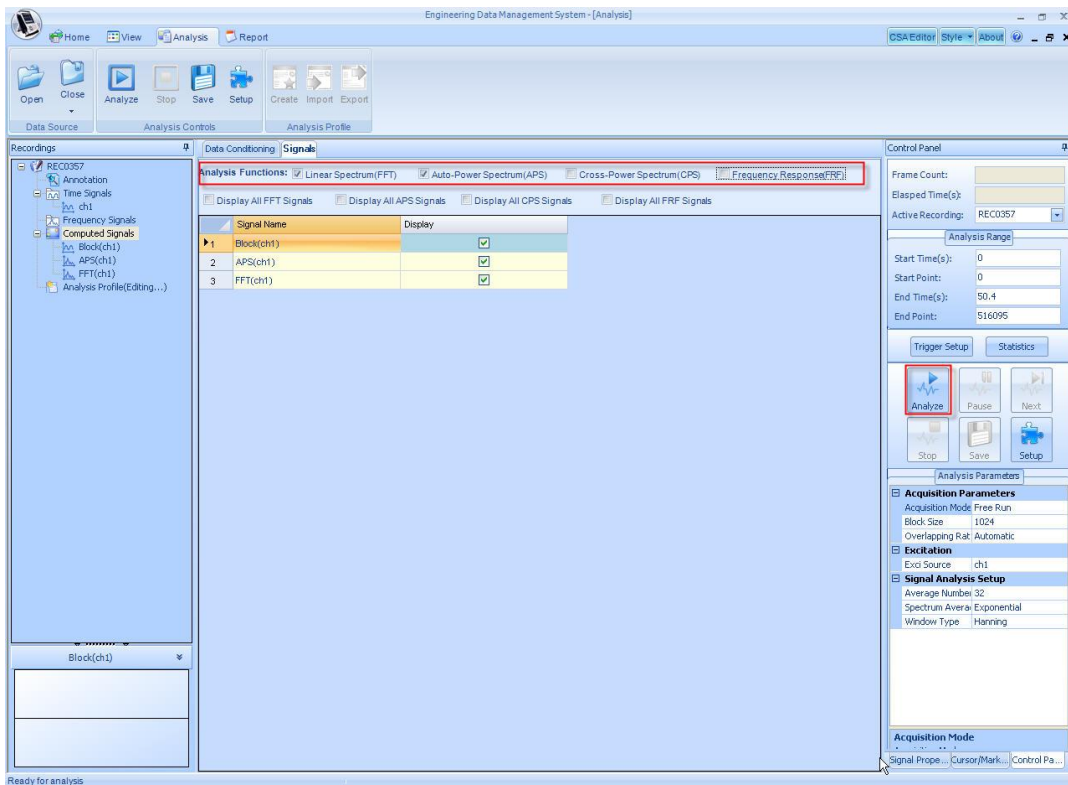 Engineering Data Management System - [Analysis]
Home View Analysis Report
CSA Editor Style About
Open Close Analyze Stop Save Setup Create Import Export
Data Source Analysis Controls Analysis Profile
Recordings
REC0357
Annotation
Time Signals
ch1
Frequency Signals
Computed Signals
Block(ch1)
APS(ch1)
FFT(ch1)
Analysis Profile(Editing...)
Block(ch1)
Data Conditioning Signals
Analysis Functions: Linear Spectrum(FFT) Auto-Power Spectrum(APS) Cross-Power Spectrum(CPS) Frequency Response(FRF)
Display All FFT Signals Display All APS Signals Display All CPS Signals Display All FRF Signals
Signal Name Display
1 Block(ch1)
2 APS(ch1)
3 FFT(ch1)
Control Panel
Frame Count:
Elasped Time(s):
Active Recording: REC0357
Analysis Range
Start Time(s): 0
Start Point: 0
End Time(s): 50.4
End Point: 516095
Trigger Setup Statistics
Analyze Pause Next
Stop Save Setup
Analysis Parameters
Acquisition Parameters
Acquisition Mode Free Run
Block Size 1024
Overlapping Rat Automatic
Excitation
Exci Source ch1
Signal Analysis Setup
Average Number 32
Spectrum Avera Exponential
Window Type Hanning
Acquisition Mode
Signal Prope... Cursor/Mark... Control Pa...
Ready for analysis